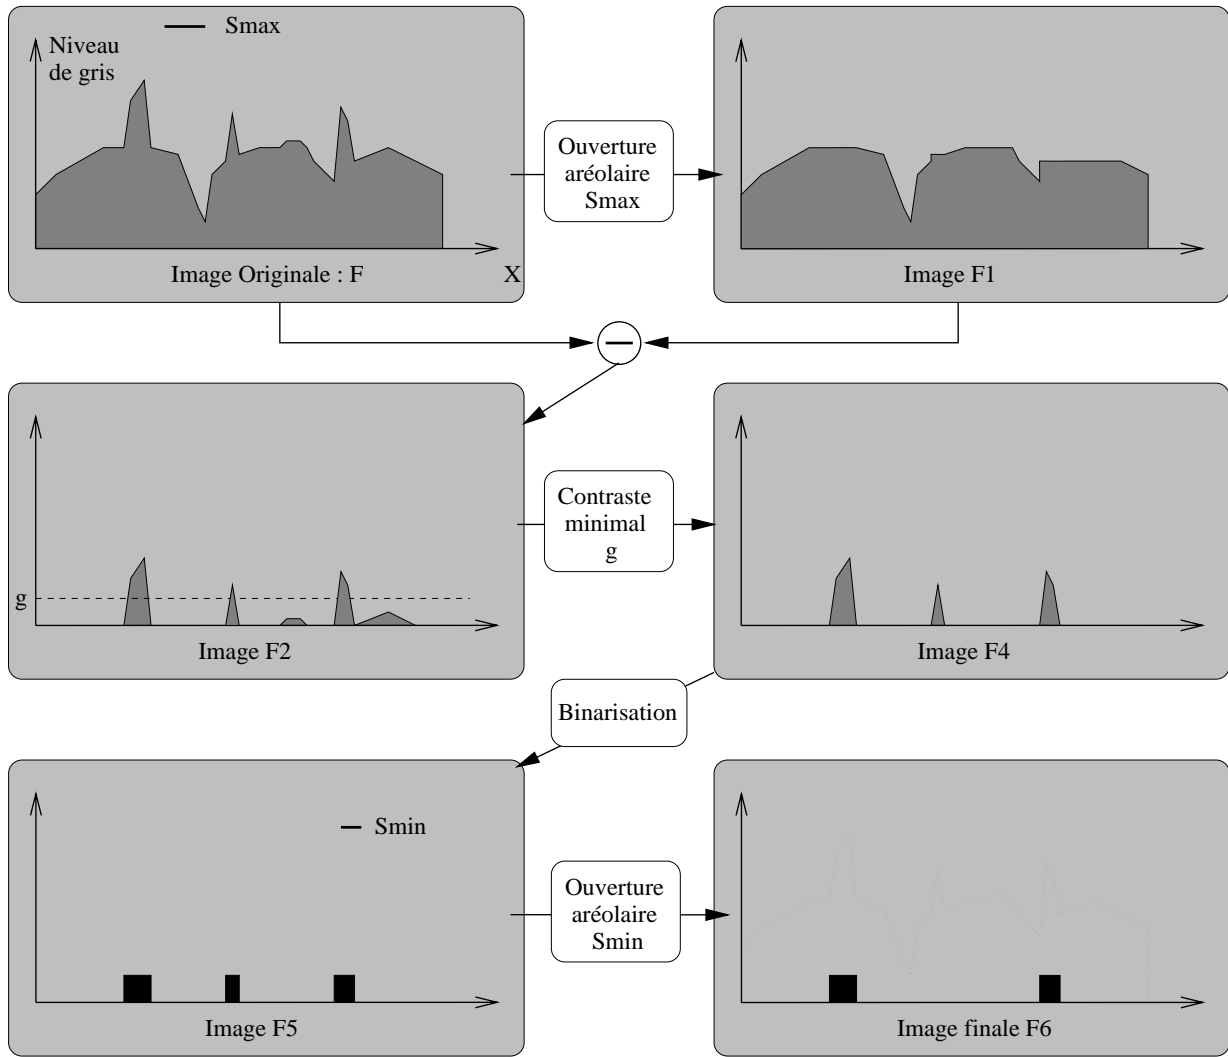 Smax
Niveau
de gris
Ouverture
aréolaire
Smax
Image Originale : F
X
Image F1
Contraste
minimal
g
g
Image F2
Image F4
Binarisation
Smin
Ouverture
aréolaire
Smin
Image F5
Image finale F6